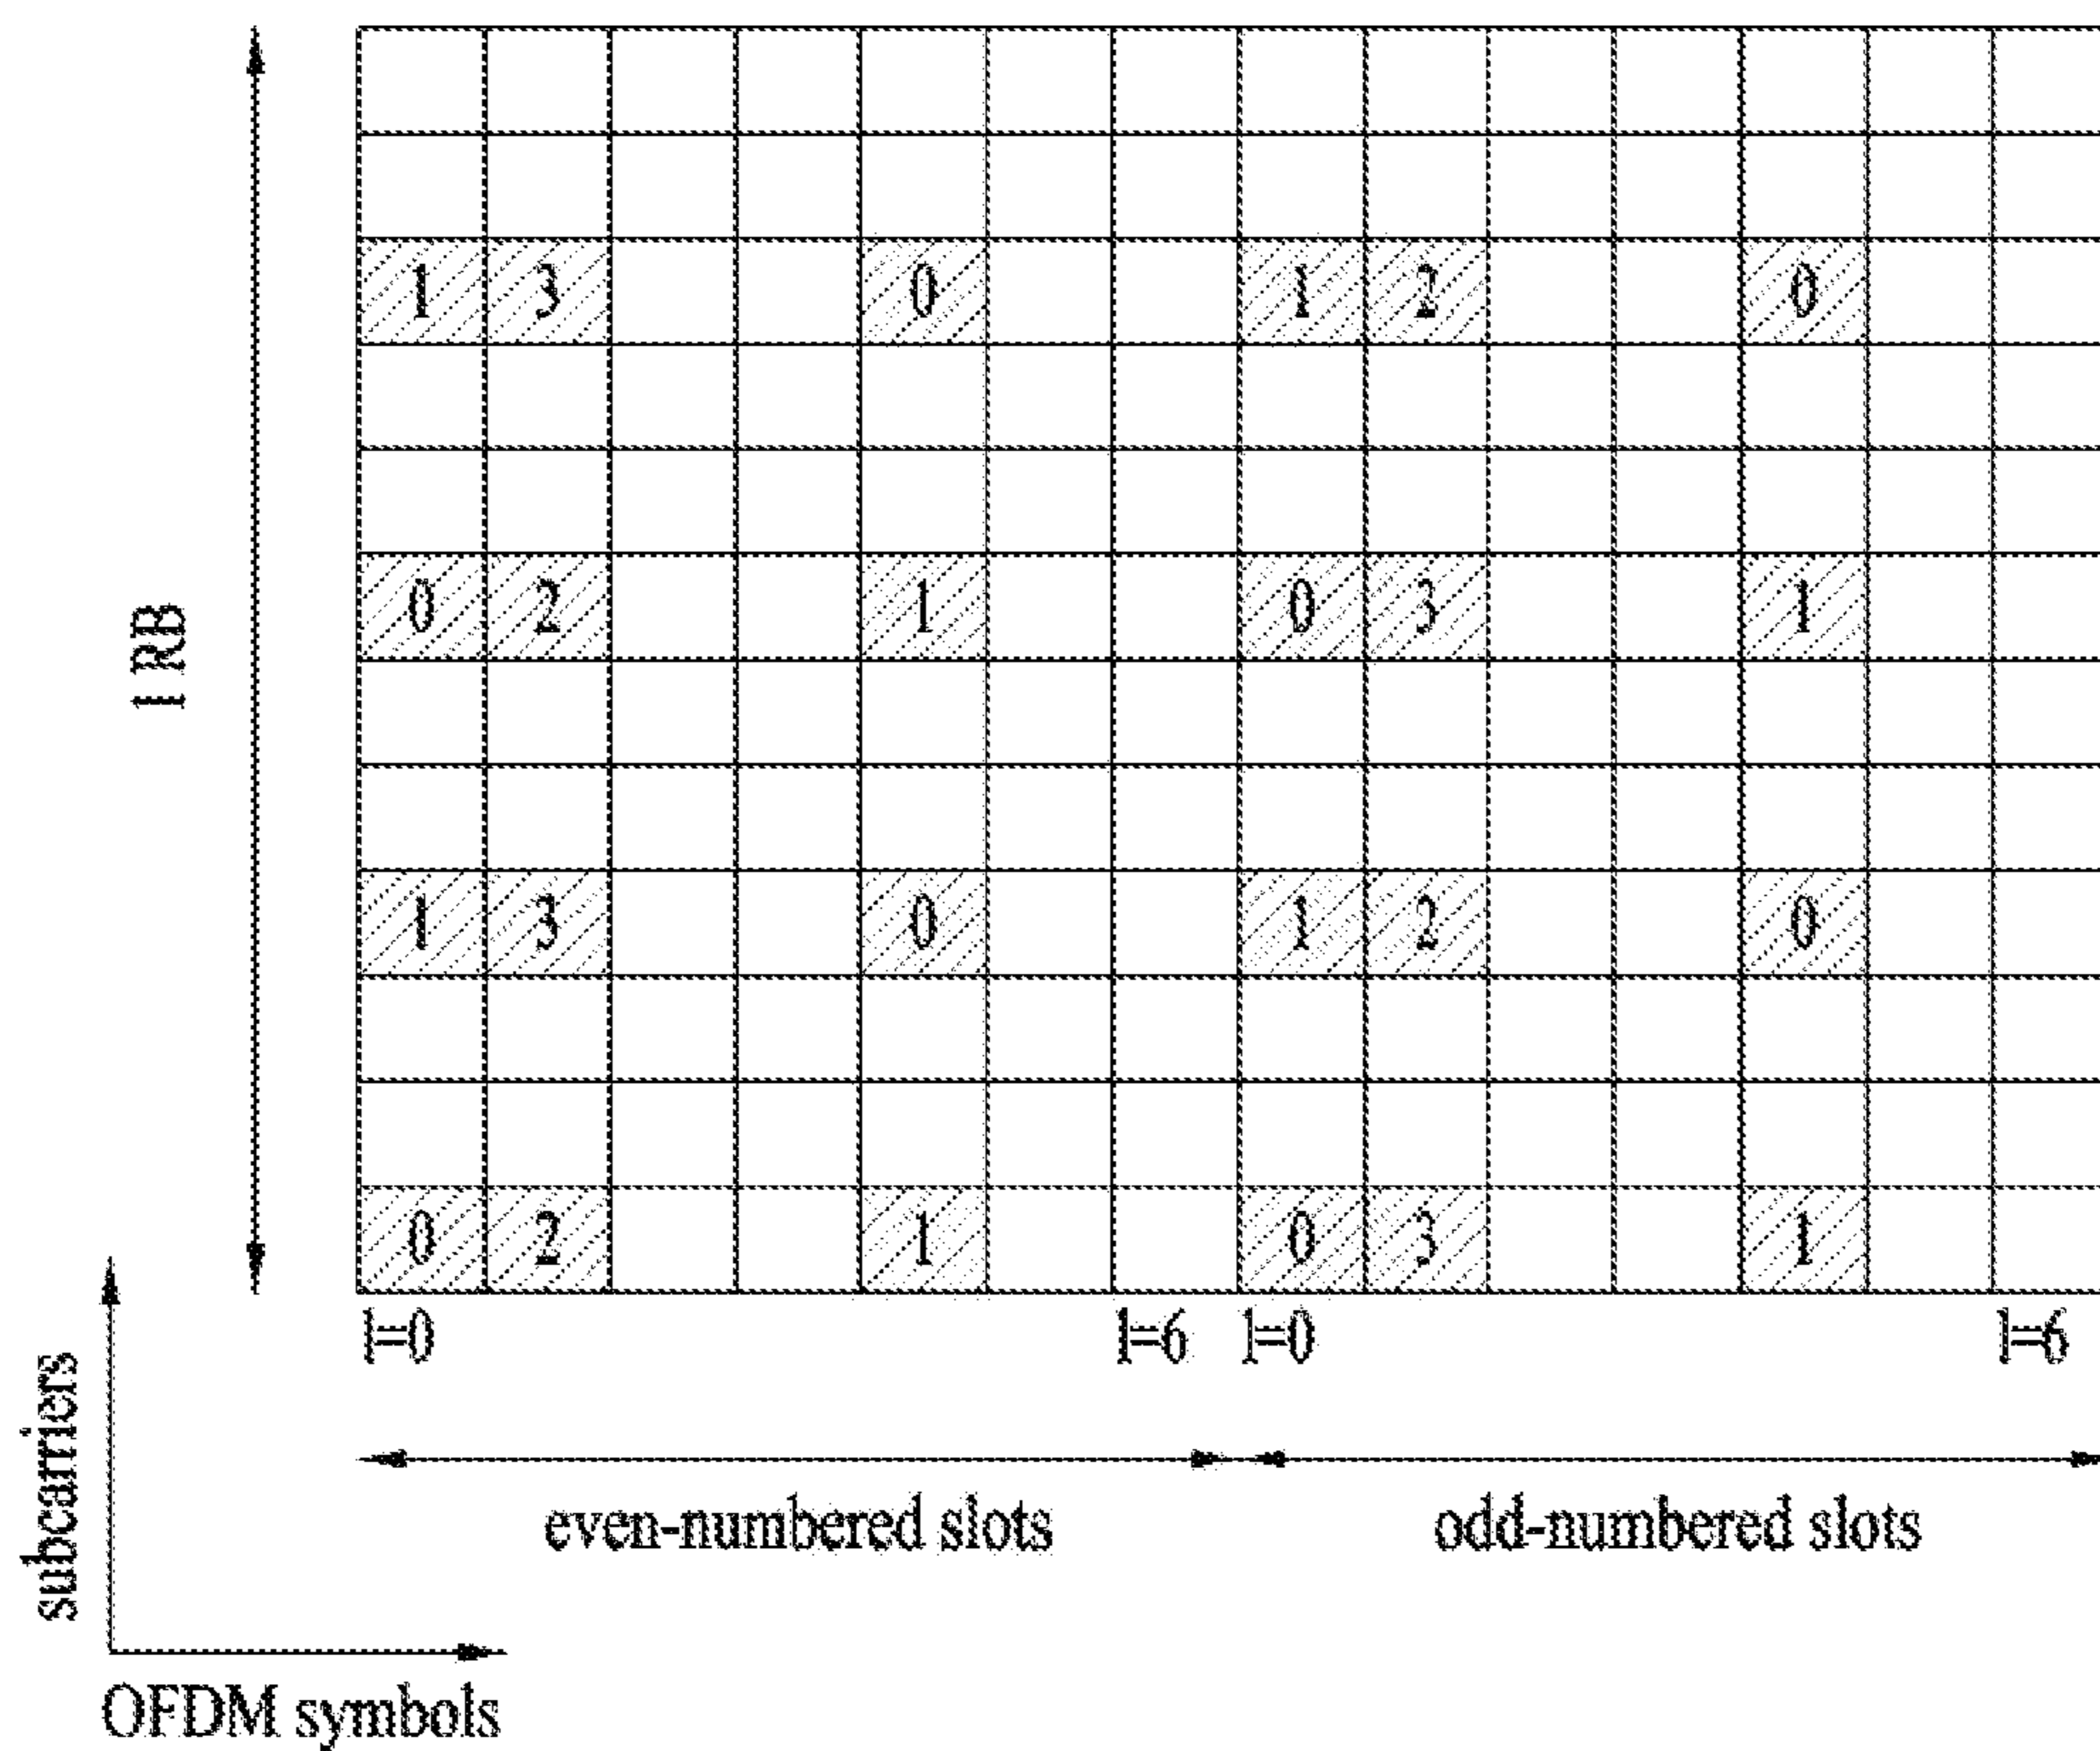 1 3 0 1 2 0
1 RB
0 2 1 0 3 1
1 3 0 1 2 0
0 2 1 0 3 1
l=0 l=6 l=0 l=6
subcarriers
even-numbered slots odd-numbered slots
OFDM symbols